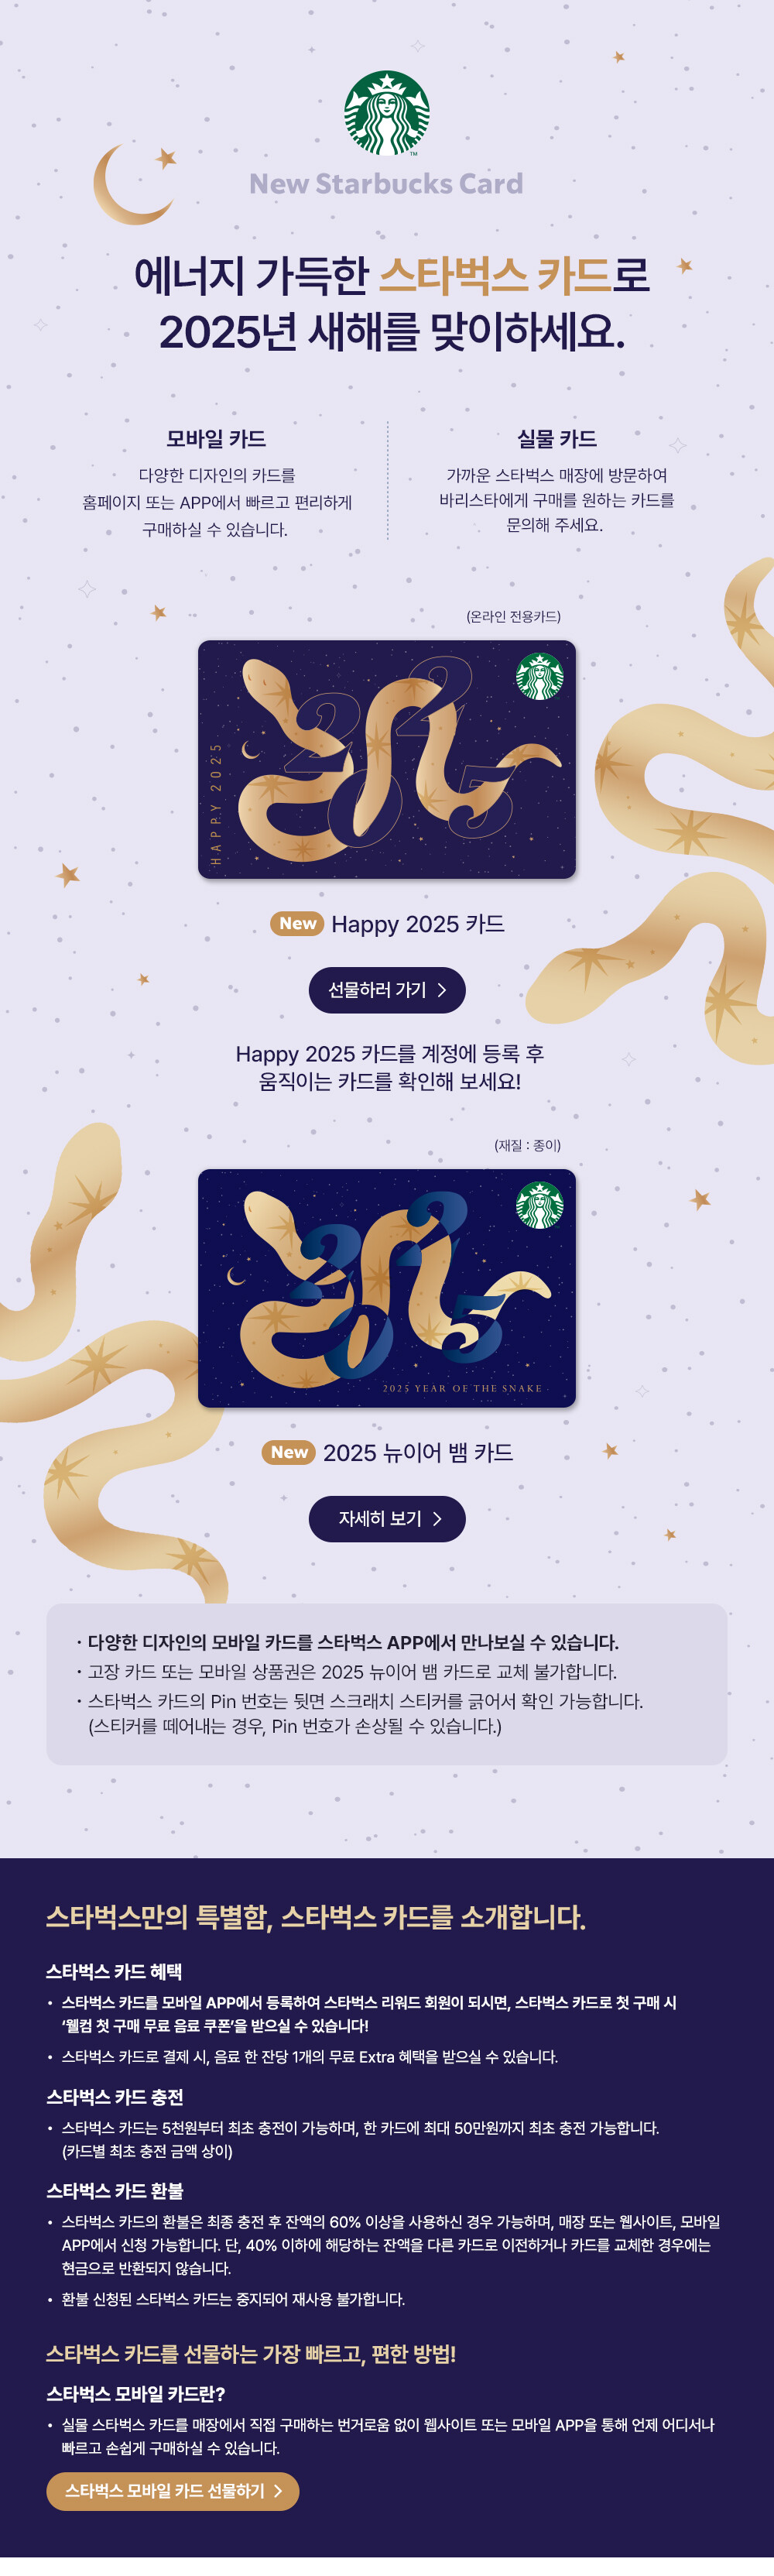 New Starbucks Card
에너지 가득한 스타벅스 카드로
2025년 새해를 맞이하세요.
모바일 카드
다양한 디자인의 카드를
홈페이지 또는 APP에서 빠르고 편리하게
구매하실 수 있습니다.
실물 카드
가까운 스타벅스 매장에 방문하여
바리스타에게 구매를 원하는 카드를
문의해 주세요.
(온라인 전용카드)
HAPPY 2025
2025
New Happy 2025 카드
선물하러 가기 >
Happy 2025 카드를 계정에 등록 후
움직이는 카드를 확인해 보세요!
(재질 : 종이)
2025
2025 YEAR OF THE SNAKE
New 2025 뉴이어 뱀 카드
자세히 보기 >
· 다양한 디자인의 모바일 카드를 스타벅스 APP에서 만나보실 수 있습니다.
· 고장 카드 또는 모바일 상품권은 2025 뉴이어 뱀 카드로 교체 불가합니다.
· 스타벅스 카드의 Pin 번호는 뒷면 스크래치 스티커를 긁어서 확인 가능합니다.
(스티커를 떼어내는 경우, Pin 번호가 손상될 수 있습니다.)
스타벅스만의 특별함, 스타벅스 카드를 소개합니다.
스타벅스 카드 혜택
• 스타벅스 카드를 모바일 APP에서 등록하여 스타벅스 리워드 회원이 되시면, 스타벅스 카드로 첫 구매 시
‘웰컴 첫 구매 무료 음료 쿠폰’을 받으실 수 있습니다!
• 스타벅스 카드로 결제 시, 음료 한 잔당 1개의 무료 Extra 혜택을 받으실 수 있습니다.
스타벅스 카드 충전
• 스타벅스 카드는 5천원부터 최초 충전이 가능하며, 한 카드에 최대 50만원까지 최초 충전 가능합니다.
(카드별 최초 충전 금액 상이)
스타벅스 카드 환불
• 스타벅스 카드의 환불은 최종 충전 후 잔액의 60% 이상을 사용하신 경우 가능하며, 매장 또는 웹사이트, 모바일
APP에서 신청 가능합니다. 단, 40% 이하에 해당하는 잔액을 다른 카드로 이전하거나 카드를 교체한 경우에는
현금으로 반환되지 않습니다.
• 환불 신청된 스타벅스 카드는 중지되어 재사용 불가합니다.
스타벅스 카드를 선물하는 가장 빠르고, 편한 방법!
스타벅스 모바일 카드란?
• 실물 스타벅스 카드를 매장에서 직접 구매하는 번거로움 없이 웹사이트 또는 모바일 APP을 통해 언제 어디서나
빠르고 손쉽게 구매하실 수 있습니다.
스타벅스 모바일 카드 선물하기 >